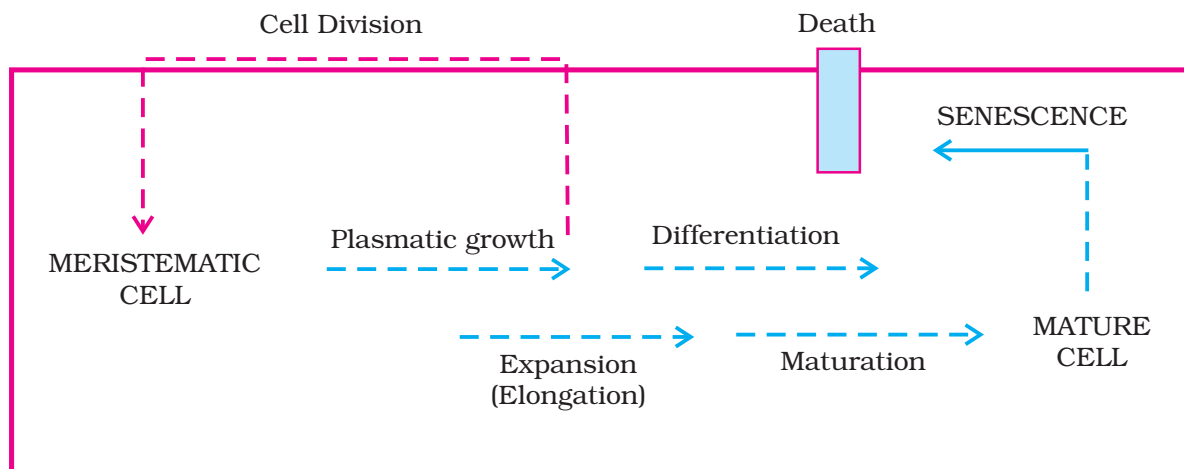 Cell Division
Death
SENESCENCE
Plasmatic growth
Differentiation
MERISTEMATIC
CELL
Expansion
(Elongation)
Maturation
MATURE
CELL